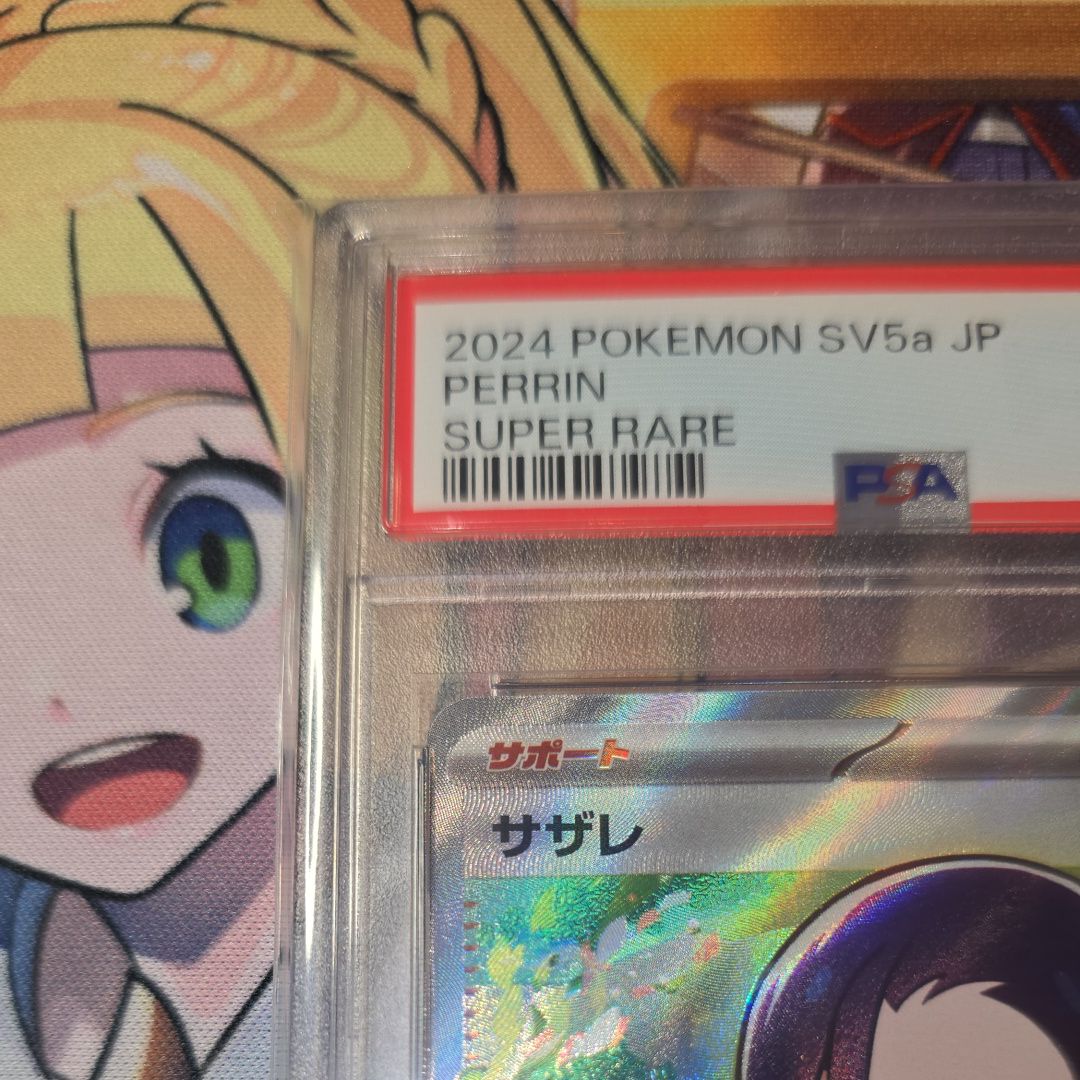 2024 POKEMON SV5a JP
PERRIN
SUPER RARE
PSA
サポート
サザレ